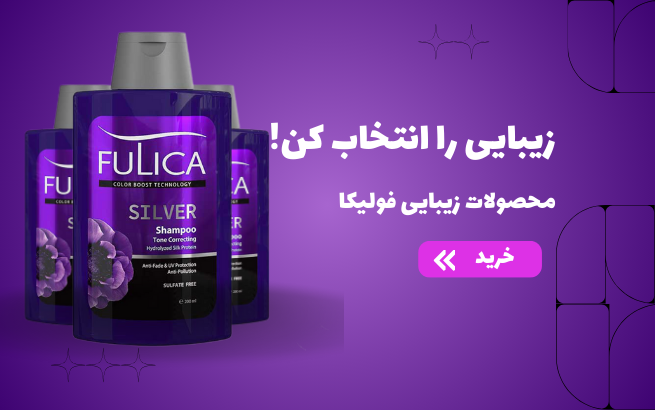 زیبایی را انتخاب کن!
محصولات زیبایی فولیکا
خرید
FULICA
COLOR BOOST TECHNOLOGY
SILVER
Shampoo
Tone Correcting
Hydrolyzed Silk Protein
Anti-Fade & UV Protection
Anti-Pollution
SULFATE FREE